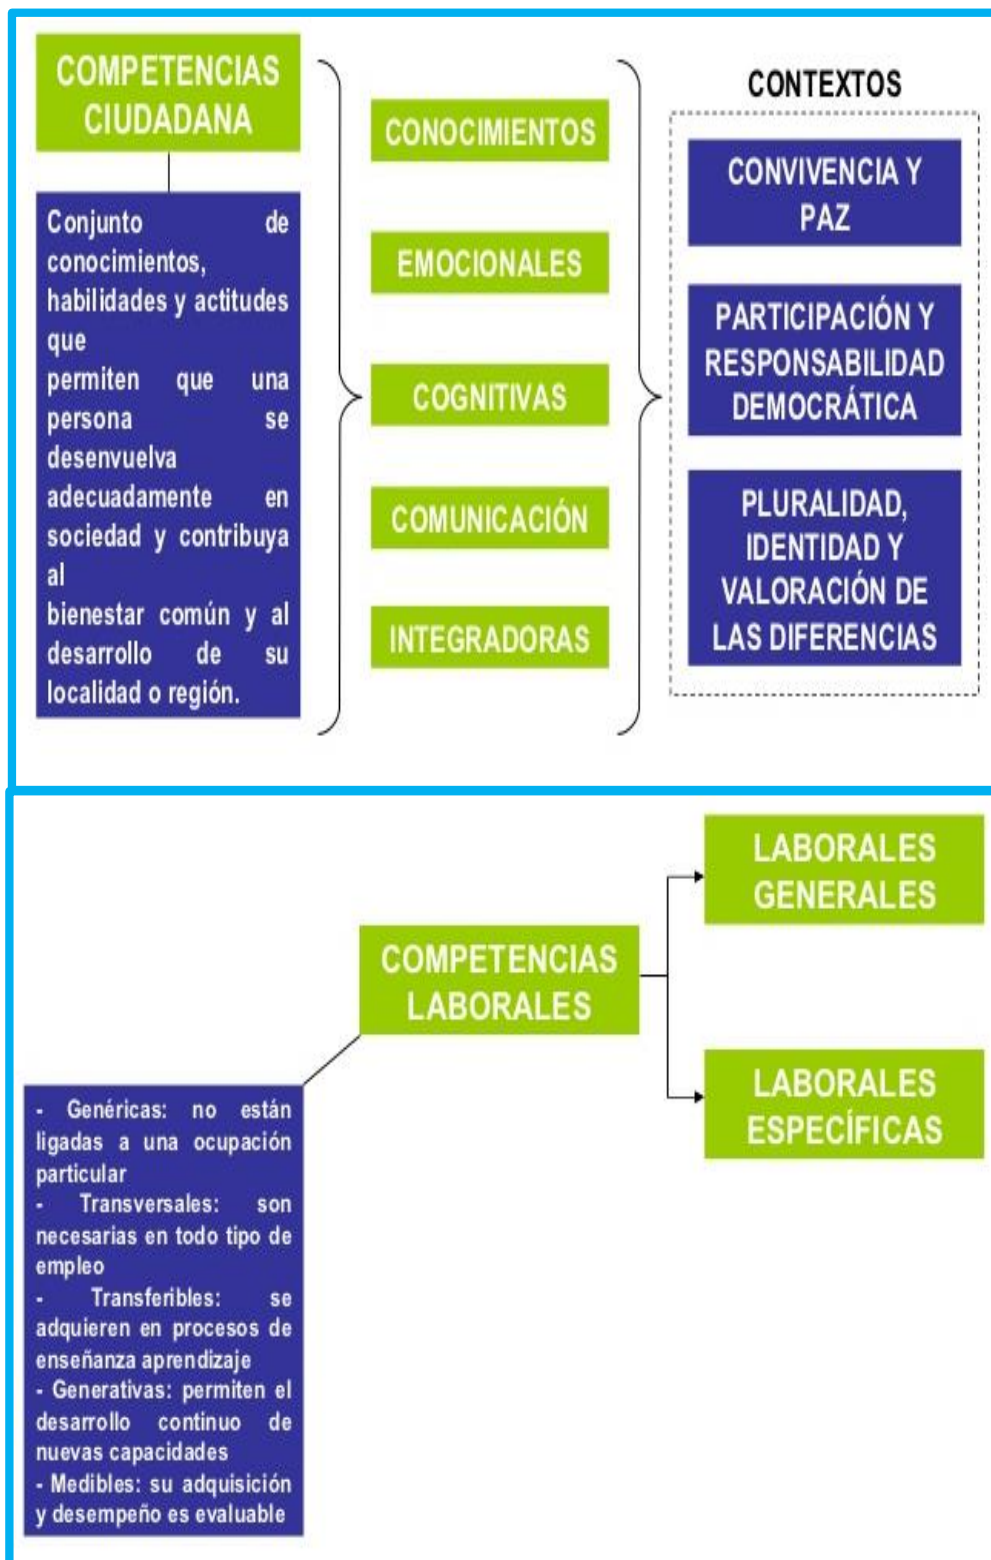 COMPETENCIAS
CIUDADANA
Conjunto de
conocimientos,
habilidades y actitudes
que
permiten que una
persona se
desenvuelva
adecuadamente en
sociedad y contribuya
al
bienestar común y al
desarrollo de su
localidad o región.
CONOCIMIENTOS
EMOCIONALES
COGNITIVAS
COMUNICACIÓN
INTEGRADORAS
CONTEXTOS
CONVIVENCIA Y
PAZ
PARTICIPACIÓN Y
RESPONSABILIDAD
DEMOCRÁTICA
PLURALIDAD,
IDENTIDAD Y
VALORACIÓN DE
LAS DIFERENCIAS
COMPETENCIAS
LABORALES
LABORALES
GENERALES
LABORALES
ESPECÍFICAS
- Genéricas: no están
ligadas a una ocupación
particular
- Transversales: son
necesarias en todo tipo de
empleo
- Transferibles: se
adquieren en procesos de
enseñanza aprendizaje
- Generativas: permiten el
desarrollo continuo de
nuevas capacidades
- Medibles: su adquisición
y desempeño es evaluable